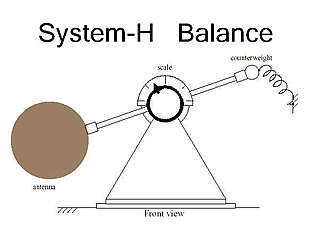 System-H Balance
counterweight
scale
antenna
Front view